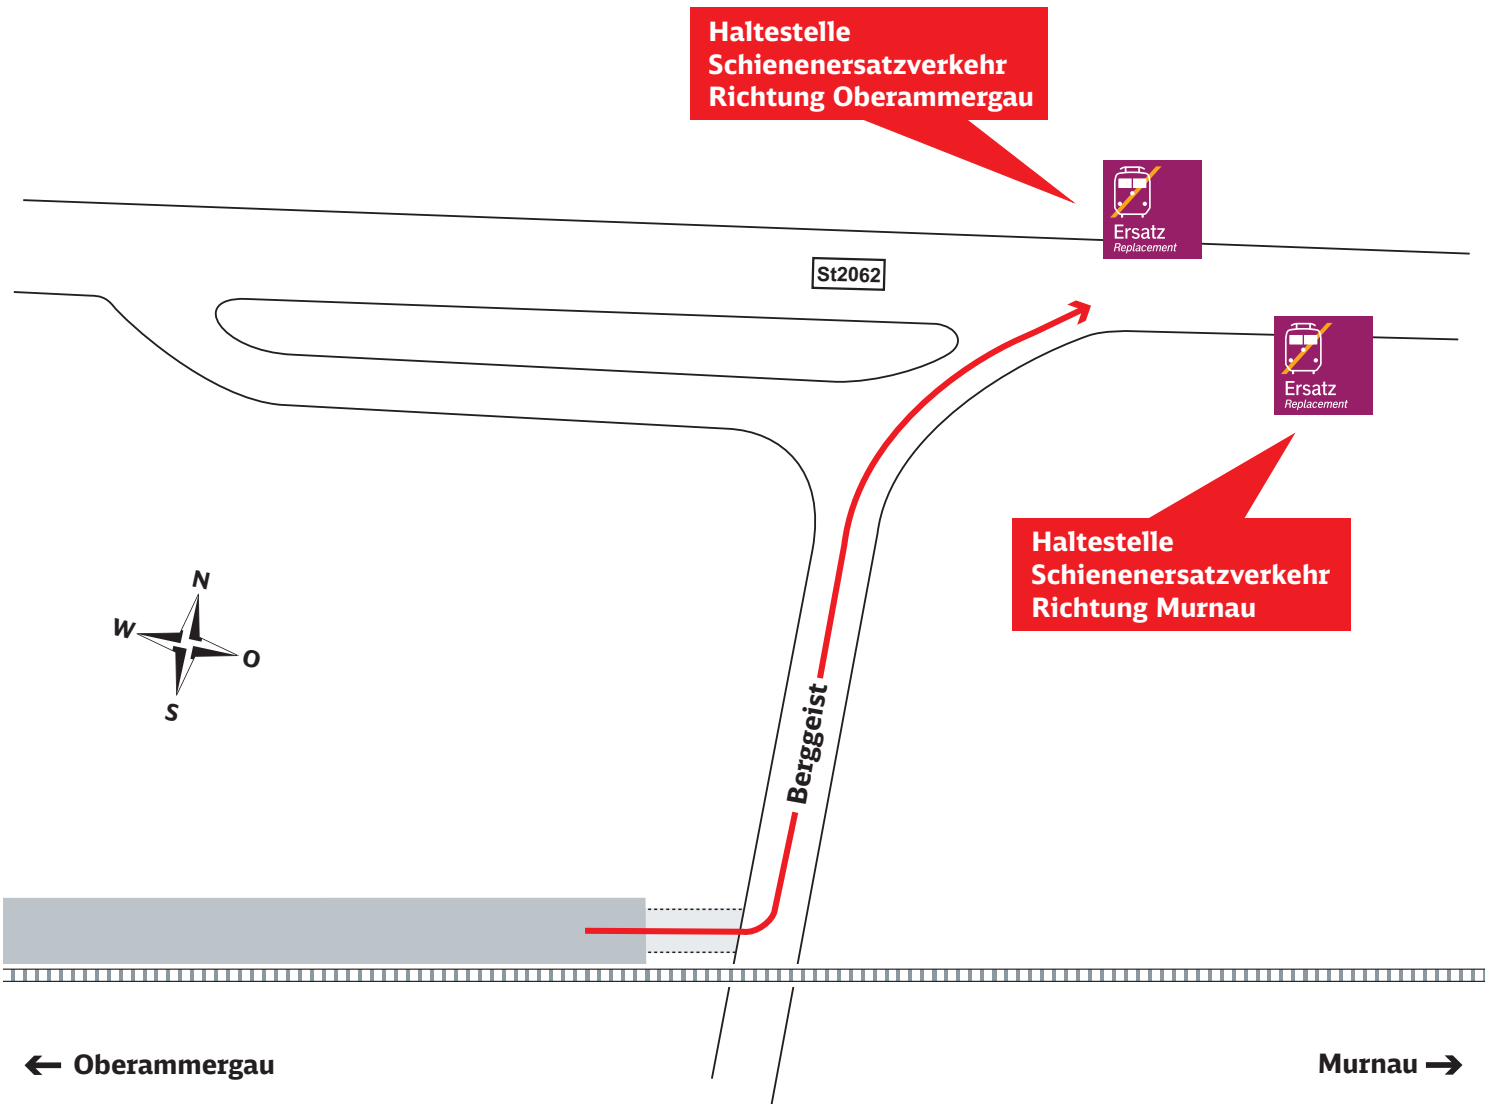 Haltestelle
Schienenersatzverkehr
Richtung Oberammergau
Ersatz
Replacement
St2062
Ersatz
Replacement
Haltestelle
Schienenersatzverkehr
Richtung Murnau
N
W
O
S
Berggeist
Oberammergau
Murnau